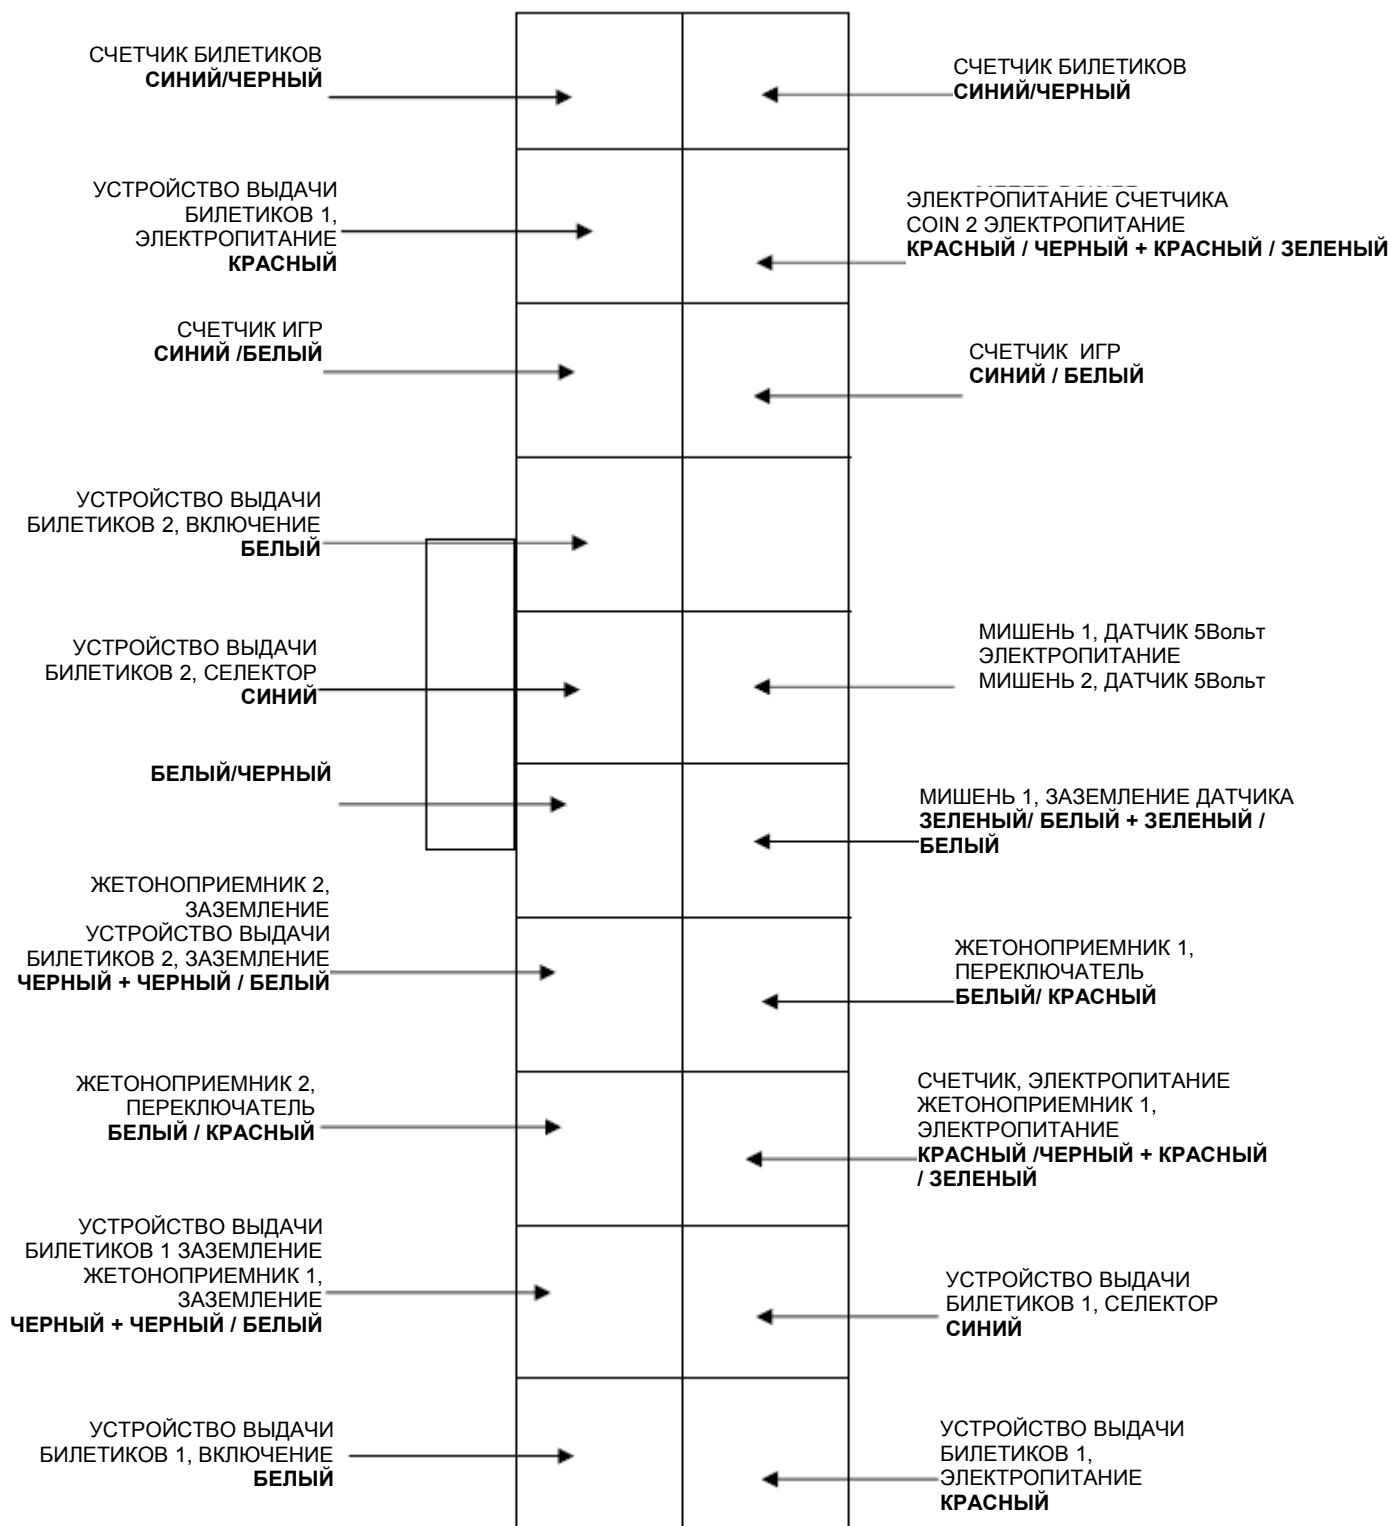 СЧЕТЧИК БИЛЕТИКОВ
СИНИЙ/ЧЕРНЫЙ
СЧЕТЧИК БИЛЕТИКОВ
СИНИЙ/ЧЕРНЫЙ
УСТРОЙСТВО ВЫДАЧИ
БИЛЕТИКОВ 1,
ЭЛЕКТРОПИТАНИЕ
КРАСНЫЙ
ЭЛЕКТРОПИТАНИЕ СЧЕТЧИКА
COIN 2 ЭЛЕКТРОПИТАНИЕ
КРАСНЫЙ / ЧЕРНЫЙ + КРАСНЫЙ / ЗЕЛЕНЫЙ
СЧЕТЧИК ИГР
СИНИЙ /БЕЛЫЙ
СЧЕТЧИК ИГР
СИНИЙ / БЕЛЫЙ
УСТРОЙСТВО ВЫДАЧИ
БИЛЕТИКОВ 2, ВКЛЮЧЕНИЕ
БЕЛЫЙ
УСТРОЙСТВО ВЫДАЧИ
БИЛЕТИКОВ 2, СЕЛЕКТОР
СИНИЙ
МИШЕНЬ 1, ДАТЧИК 5Вольт
ЭЛЕКТРОПИТАНИЕ
МИШЕНЬ 2, ДАТЧИК 5Вольт
БЕЛЫЙ/ЧЕРНЫЙ
МИШЕНЬ 1, ЗАЗЕМЛЕНИЕ ДАТЧИКА
ЗЕЛЕНЫЙ/ БЕЛЫЙ + ЗЕЛЕНЫЙ /
БЕЛЫЙ
ЖЕТОНОПРИЕМНИК 2,
ЗАЗЕМЛЕНИЕ
УСТРОЙСТВО ВЫДАЧИ
БИЛЕТИКОВ 2, ЗАЗЕМЛЕНИЕ
ЧЕРНЫЙ + ЧЕРНЫЙ / БЕЛЫЙ
ЖЕТОНОПРИЕМНИК 1,
ПЕРЕКЛЮЧАТЕЛЬ
БЕЛЫЙ/ КРАСНЫЙ
ЖЕТОНОПРИЕМНИК 2,
ПЕРЕКЛЮЧАТЕЛЬ
БЕЛЫЙ / КРАСНЫЙ
СЧЕТЧИК, ЭЛЕКТРОПИТАНИЕ
ЖЕТОНОПРИЕМНИК 1,
ЭЛЕКТРОПИТАНИЕ
КРАСНЫЙ /ЧЕРНЫЙ + КРАСНЫЙ
/ ЗЕЛЕНЫЙ
УСТРОЙСТВО ВЫДАЧИ
БИЛЕТИКОВ 1 ЗАЗЕМЛЕНИЕ
ЖЕТОНОПРИЕМНИК 1,
ЗАЗЕМЛЕНИЕ
ЧЕРНЫЙ + ЧЕРНЫЙ / БЕЛЫЙ
УСТРОЙСТВО ВЫДАЧИ
БИЛЕТИКОВ 1, СЕЛЕКТОР
СИНИЙ
УСТРОЙСТВО ВЫДАЧИ
БИЛЕТИКОВ 1, ВКЛЮЧЕНИЕ
БЕЛЫЙ
УСТРОЙСТВО ВЫДАЧИ
БИЛЕТИКОВ 1,
ЭЛЕКТРОПИТАНИЕ
КРАСНЫЙ